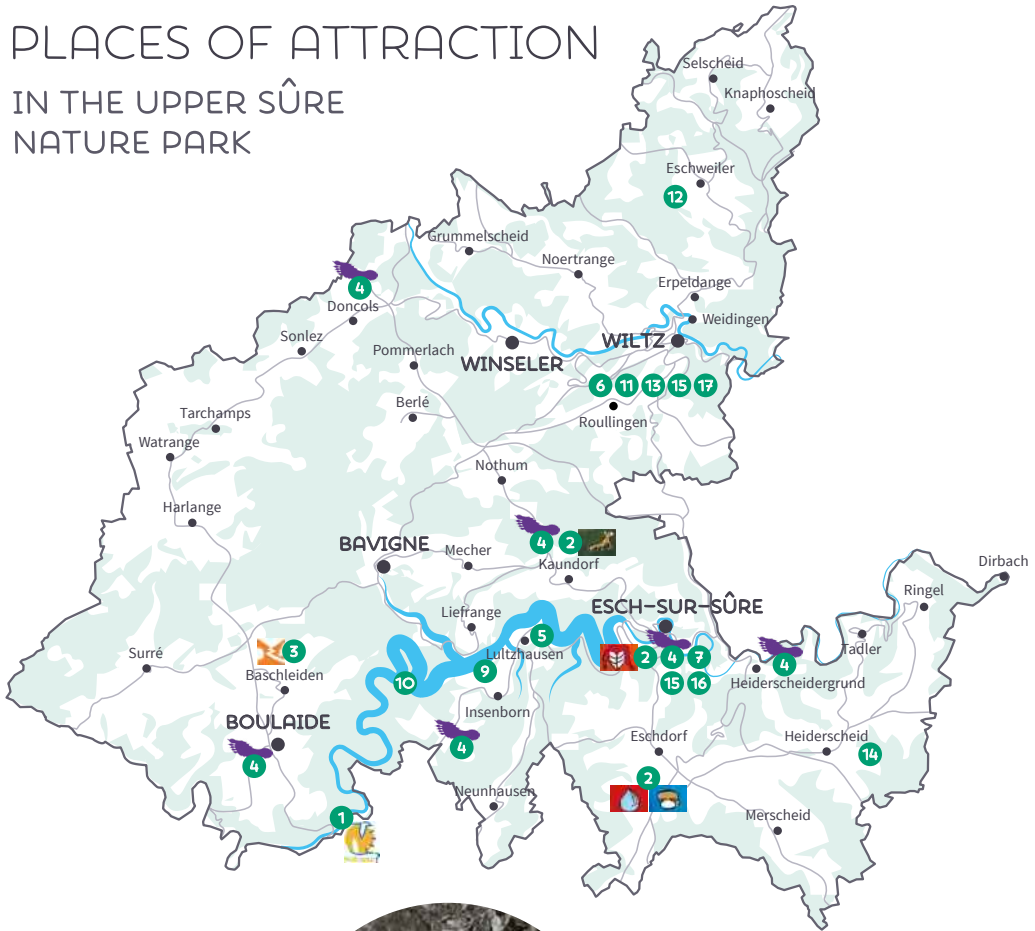 PLACES OF ATTRACTION
IN THE UPPER SÛRE
NATURE PARK
Selscheid
Knaphoscheid
Eschweiler
12
Grummelscheid
Noertrange
4
Doncols
Erpeldange
Weidingen
Sonlez
WINSELER
WILTZ
Pommerlach
6 11 13 15 17
Berlé
Roullingen
Tarchamps
Watrange
Nothum
Harlange
4 2
BAVIGNE
Mecher
Kaundorf
Dirbach
Ringel
ESCH-SUR-SÛRE
Liefrange
5
Lultzhausen
Tadler
3
Surré
Baschleiden
2 4 7
4
9
10
15 16
Heiderscheidergrund
Insenborn
BOULAIDE
4
4
Eschdorf
Heiderscheid
14
2
Neunhausen
1
Merscheid